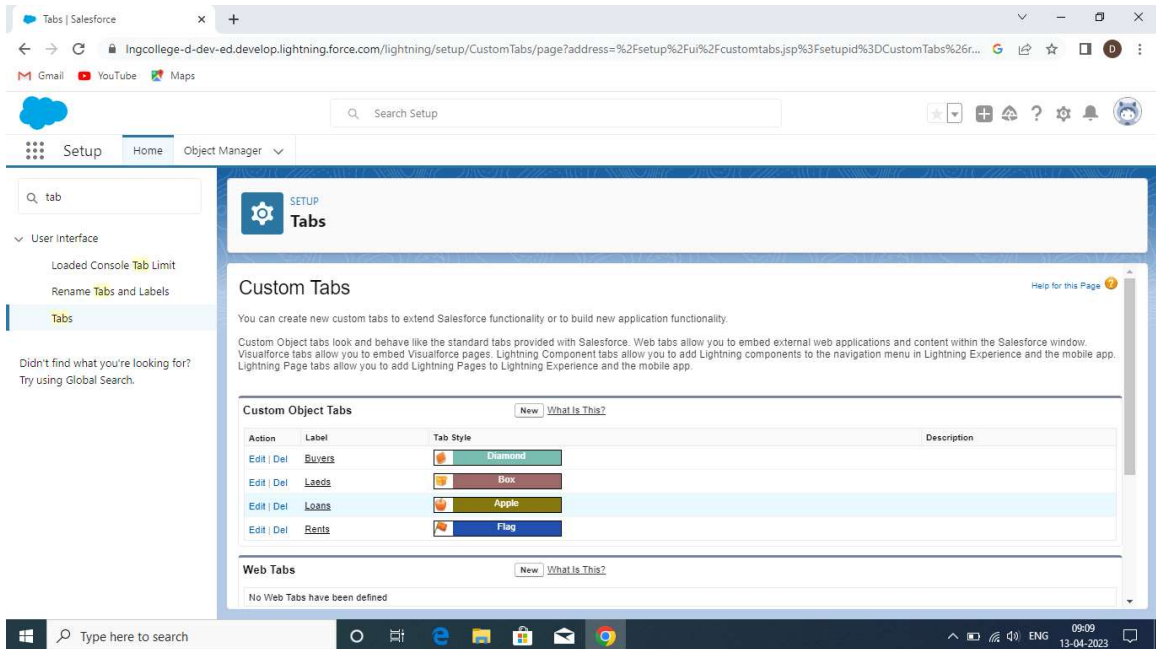 Tabs | Salesforce
lngcollege-d-dev-ed.develop.lightning.force.com/lightning/setup/CustomTabs/page?address=%2Fsetup%2Fui%2Fcustomtabs.jsp%3Fsetupid%3DCustomTabs%26r...
D
Gmail YouTube Maps
Search Setup
Setup Home Object Manager
tab
SETUP
Tabs
User Interface
Loaded Console Tab Limit
Rename Tabs and Labels
Tabs
Didn't find what you're looking for?
Try using Global Search.
Custom Tabs
Help for this Page
You can create new custom tabs to extend Salesforce functionality or to build new application functionality.
Custom Object tabs look and behave like the standard tabs provided with Salesforce. Web tabs allow you to embed external web applications and content within the Salesforce window.
Visualforce tabs allow you to embed Visualforce pages. Lightning Component tabs allow you to add Lightning components to the navigation menu in Lightning Experience and the mobile app.
Lightning Page tabs allow you to add Lightning Pages to Lightning Experience and the mobile app.
Custom Object Tabs New What Is This?
Action Label Tab Style Description
Edit | Del Buyers Diamond
Edit | Del Laeds Box
Edit | Del Loans Apple
Edit | Del Rents Flag
Web Tabs New What Is This?
No Web Tabs have been defined
Type here to search
ENG
09:09
13-04-2023